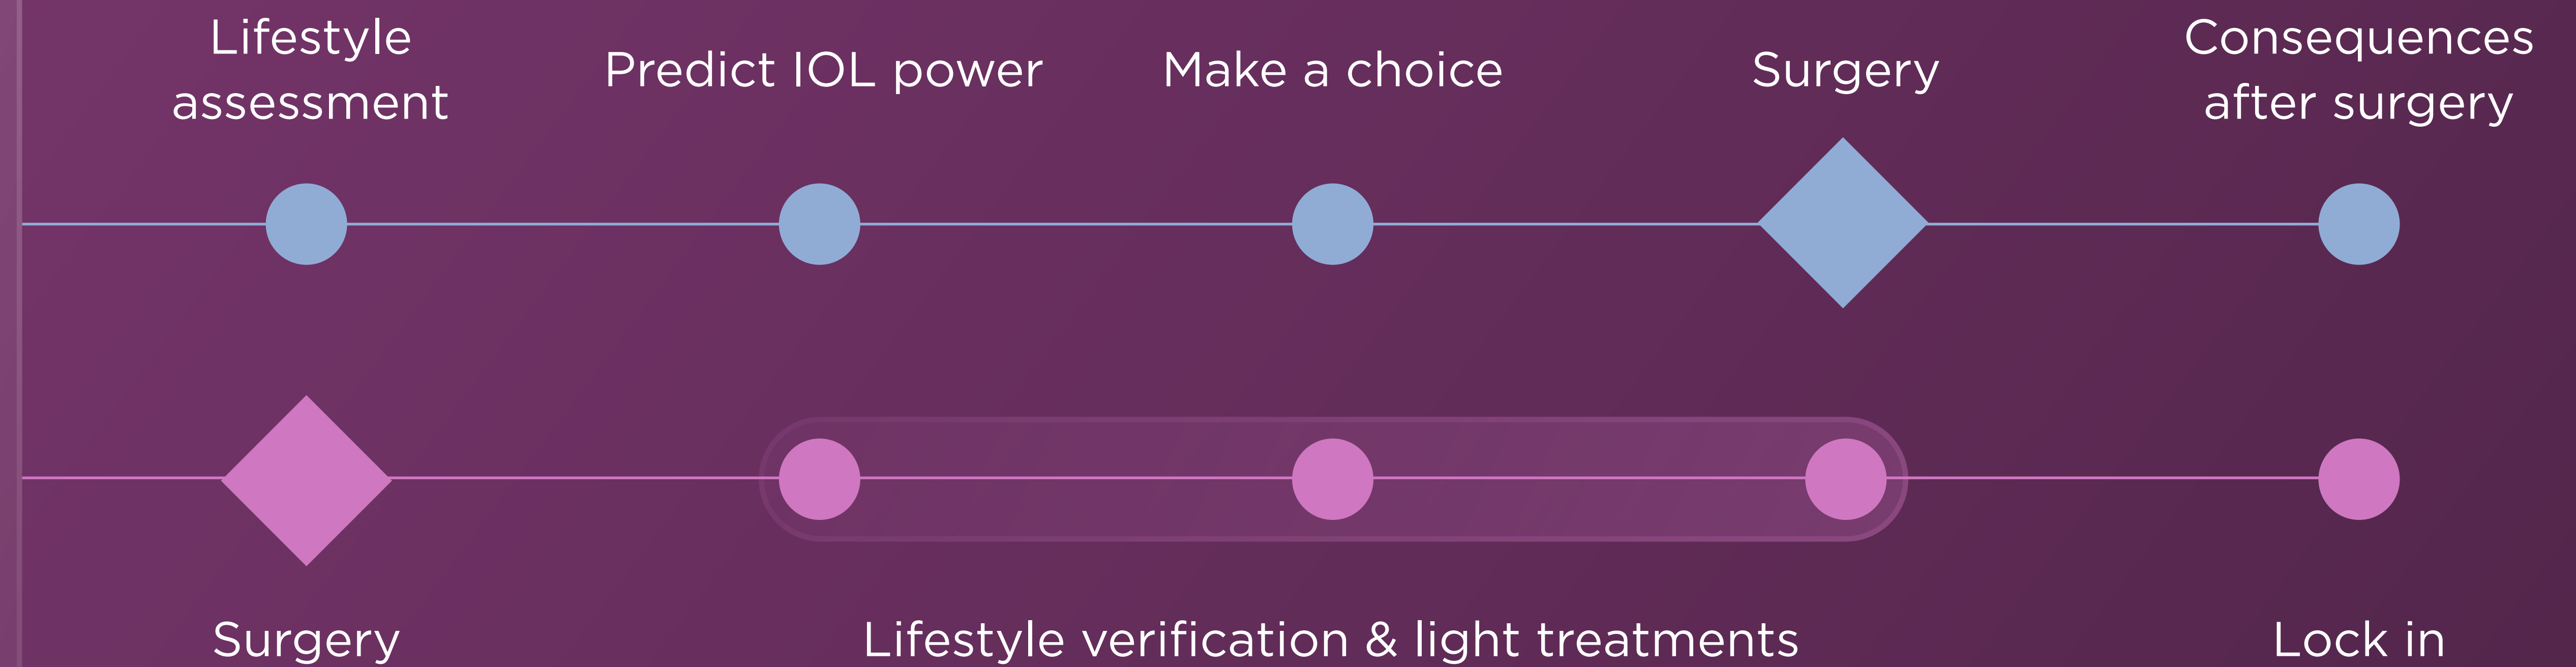 Lifestyle
assessment
Predict IOL power
Make a choice
Surgery
Consequences
after surgery
Surgery
Lifestyle verification & light treatments
Lock in